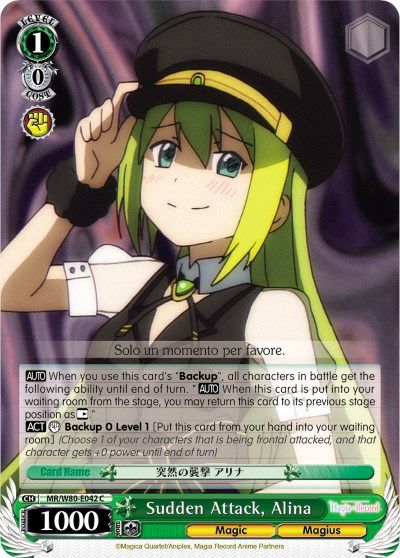 LEVEL
1
0
COST
Solo un momento per favore.
AUTO When you use this card's "Backup", all characters in battle get the
following ability until end of turn. "AUTO When this card is put into your
waiting room from the stage, you may return this card to its previous stage
position as ."
ACT Backup 0 Level 1 [Put this card from your hand into your waiting
room] (Choose 1 of your characters that is being frontal attacked, and that
character gets +0 power until end of turn)
Card Name 突然の襲撃 アリナ
CH MR/W80-E042 C
1000
Sudden Attack, Alina
Magia Record
Magic
Magius
©Magica Quartet/Aniplex, Magia Record Anime Partners